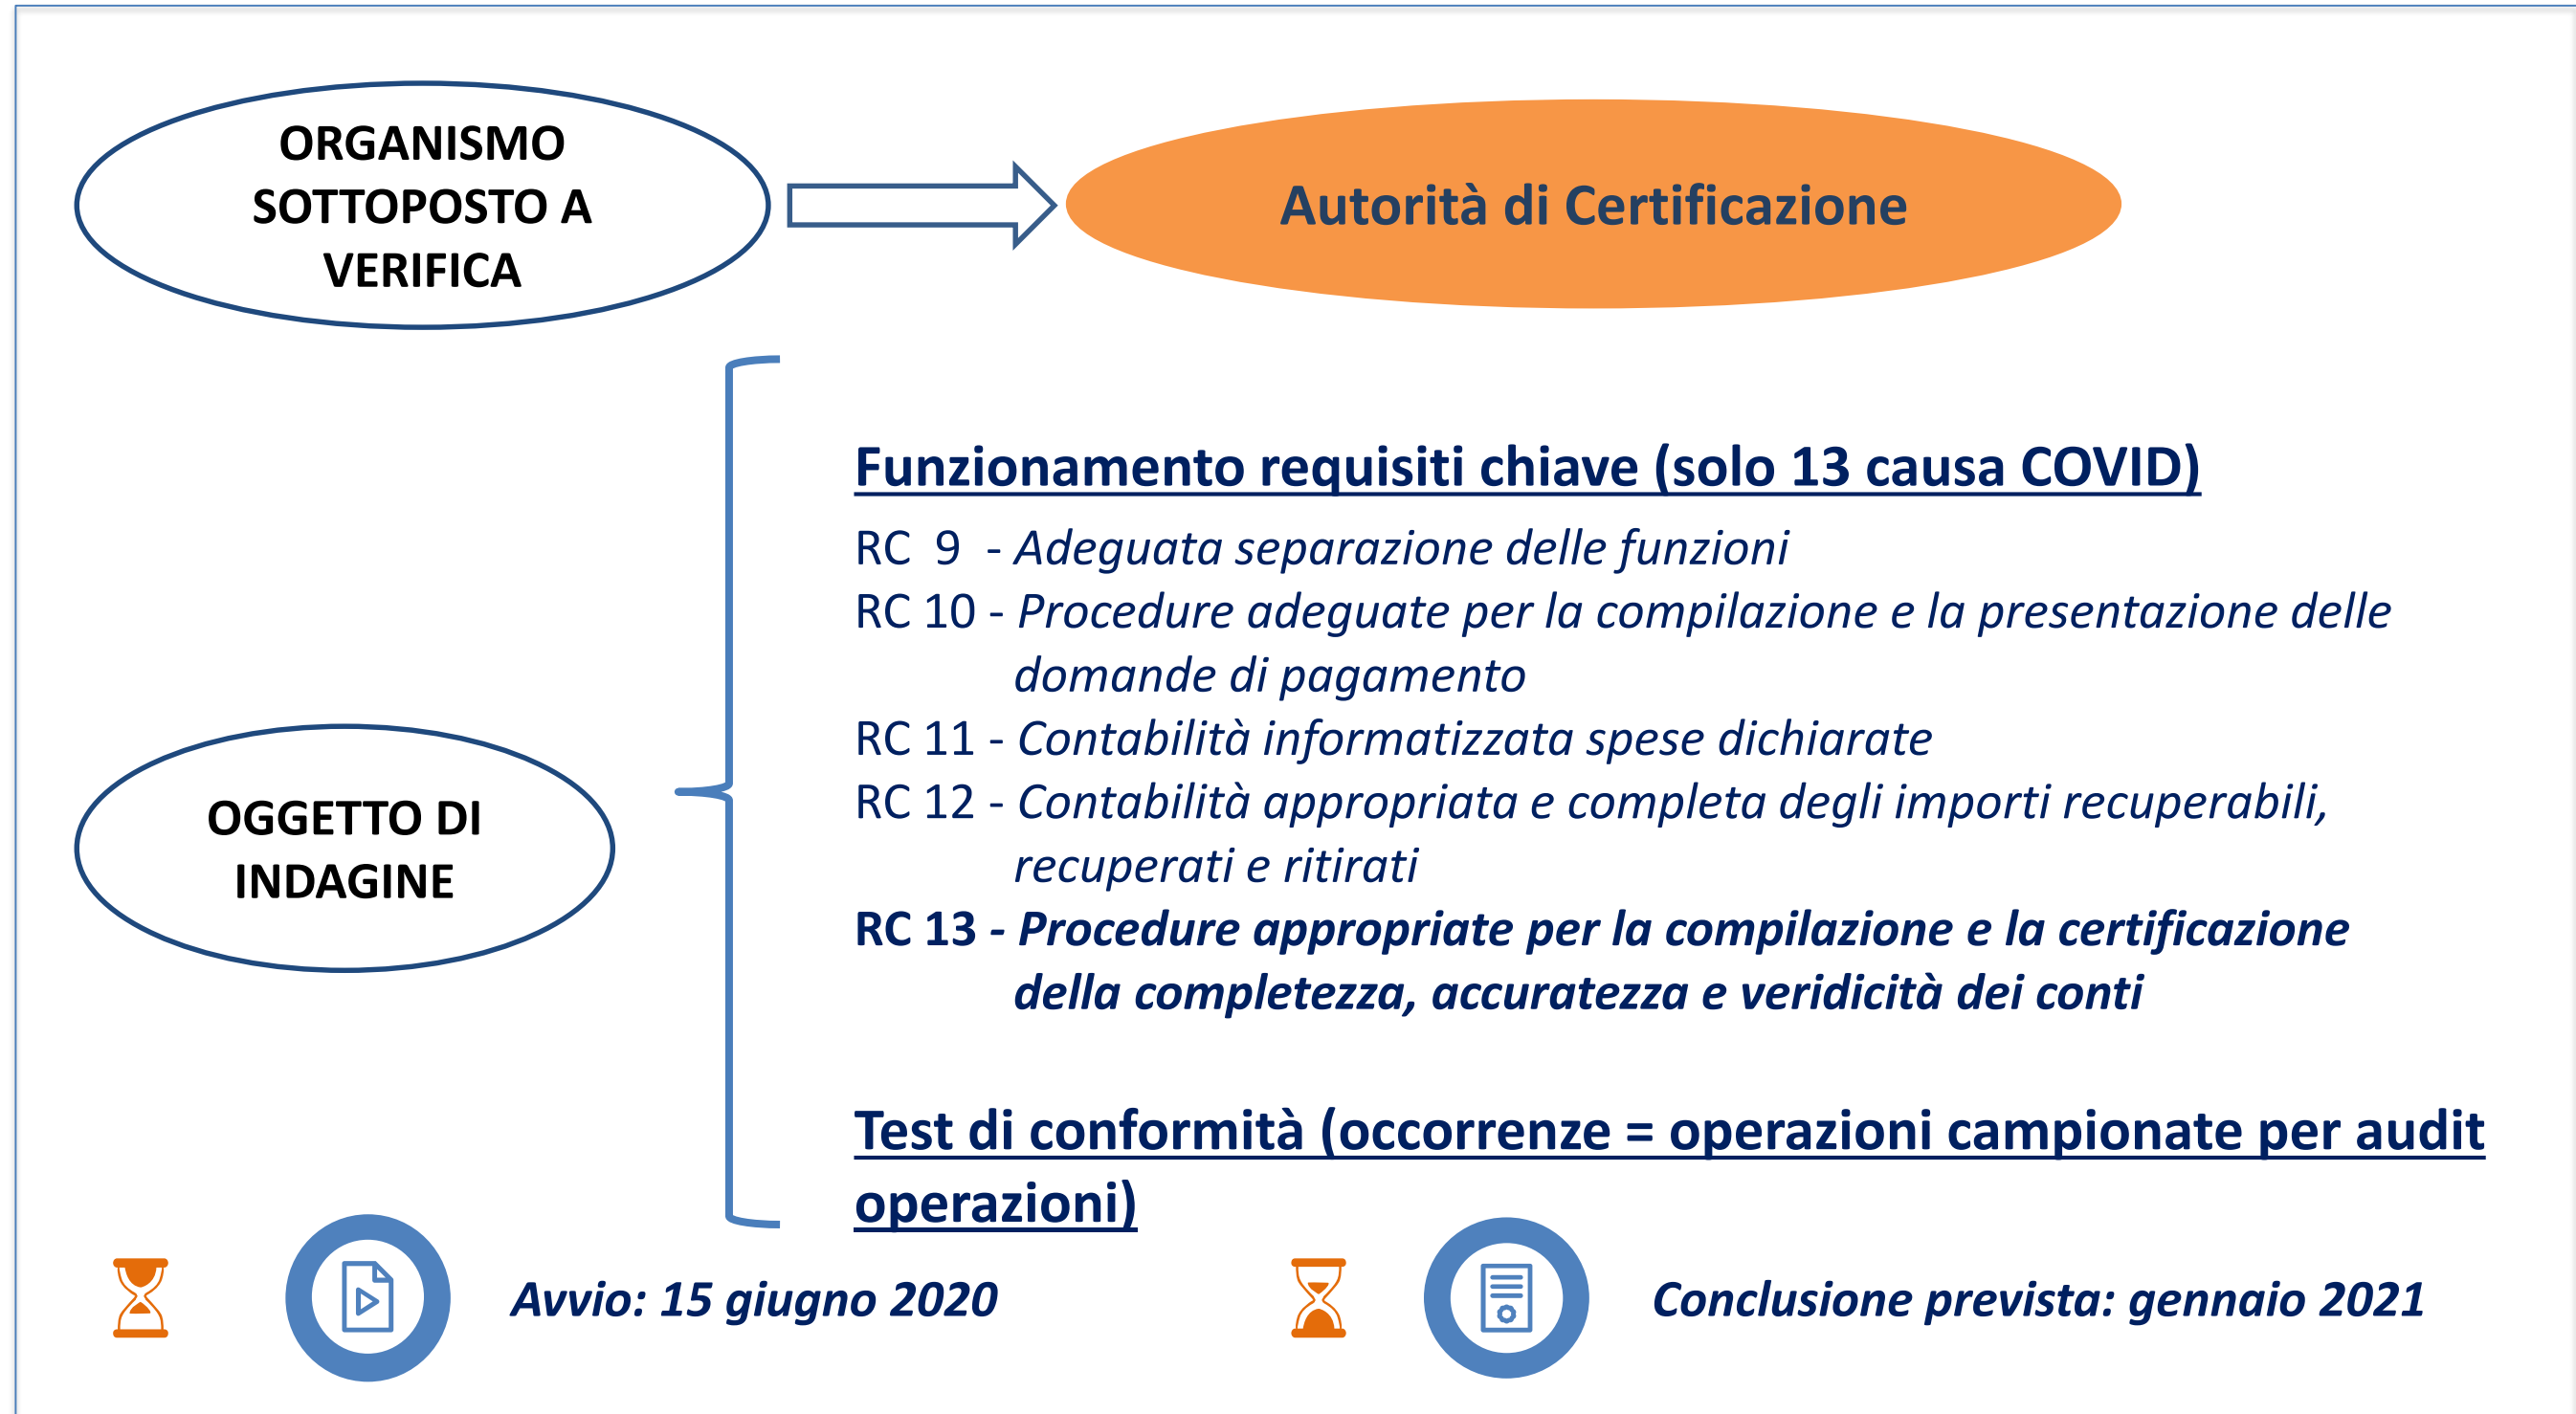 ORGANISMO
SOTTOPOSTO A
VERIFICA
Autorità di Certificazione
Funzionamento requisiti chiave (solo 13 causa COVID)
RC 9 - Adeguata separazione delle funzioni
RC 10 - Procedure adeguate per la compilazione e la presentazione delle
domande di pagamento
RC 11 - Contabilità informatizzata spese dichiarate
RC 12 - Contabilità appropriata e completa degli importi recuperabili,
recuperati e ritirati
RC 13 - Procedure appropriate per la compilazione e la certificazione
della completezza, accuratezza e veridicità dei conti
OGGETTO DI
INDAGINE
Test di conformità (occorrenze = operazioni campionate per audit
operazioni)
Avvio: 15 giugno 2020
Conclusione prevista: gennaio 2021